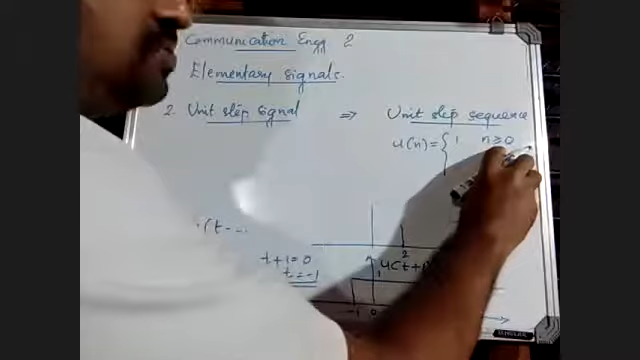 Communication Engg 2
Elementary signals.
2. Unit step signal ⇒ Unit step sequence
u(n) = { 1 n ≥ 0
(t -
2
t+1=0
u(t+1)
t=-1
1
-1 0